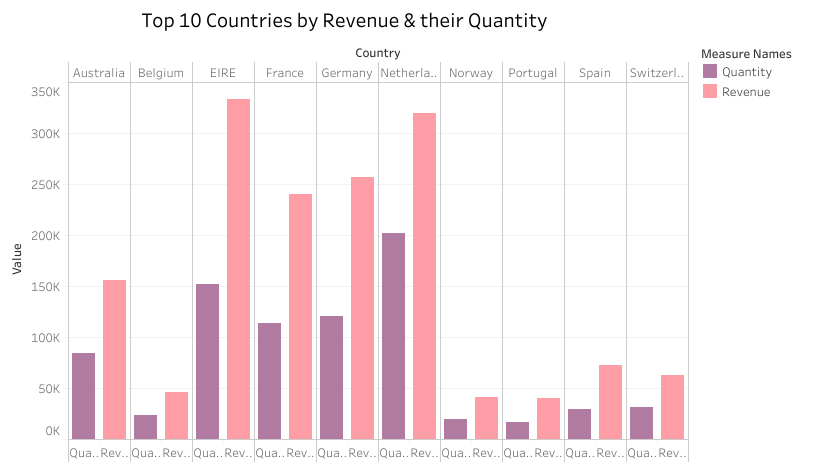 Top 10 Countries by Revenue & their Quantity
Country
Measure Names
Australia Belgium EIRE France Germany Netherla.. Norway Portugal Spain Switzerl..
Quantity
Revenue
350K
300K
250K
200K
150K
100K
50K
0K
Value
Qua.. Rev.. Qua.. Rev.. Qua.. Rev.. Qua.. Rev.. Qua.. Rev.. Qua.. Rev.. Qua.. Rev.. Qua.. Rev.. Qua.. Rev.. Qua.. Rev..